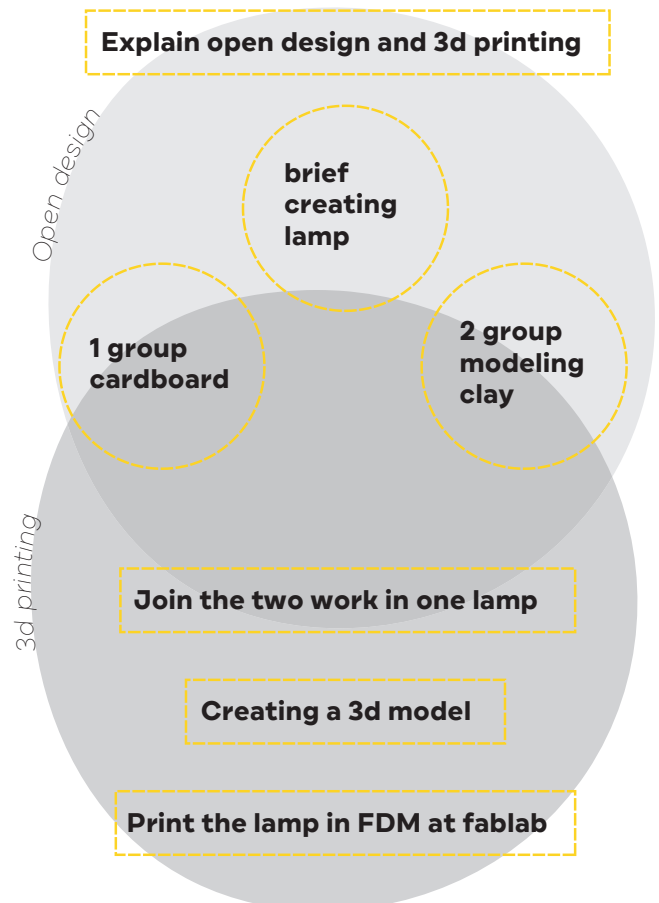 Explain open design and 3d printing
Open design
brief
creating
lamp
1 group
cardboard
2 group
modeling
clay
3d printing
Join the two work in one lamp
Creating a 3d model
Print the lamp in FDM at fablab